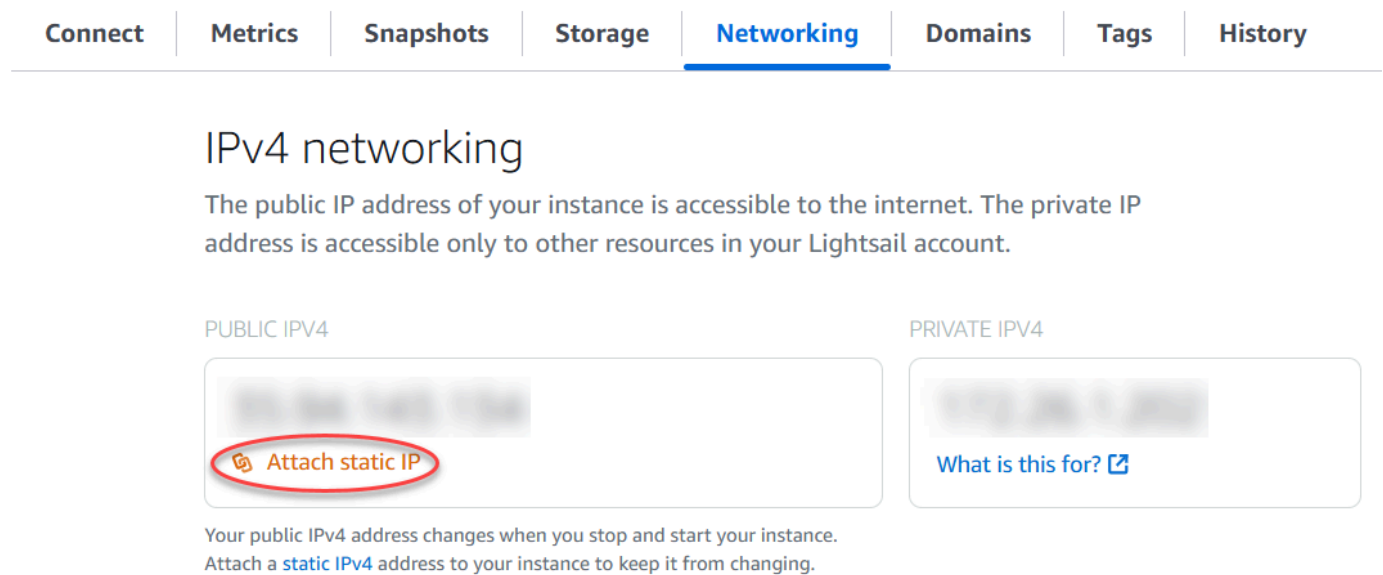 Connect Metrics Snapshots Storage Networking Domains Tags History
IPv4 networking
The public IP address of your instance is accessible to the internet. The private IP
address is accessible only to other resources in your Lightsail account.
PUBLIC IPV4 PRIVATE IPV4
Attach static IP What is this for?
Your public IPv4 address changes when you stop and start your instance.
Attach a static IPv4 address to your instance to keep it from changing.